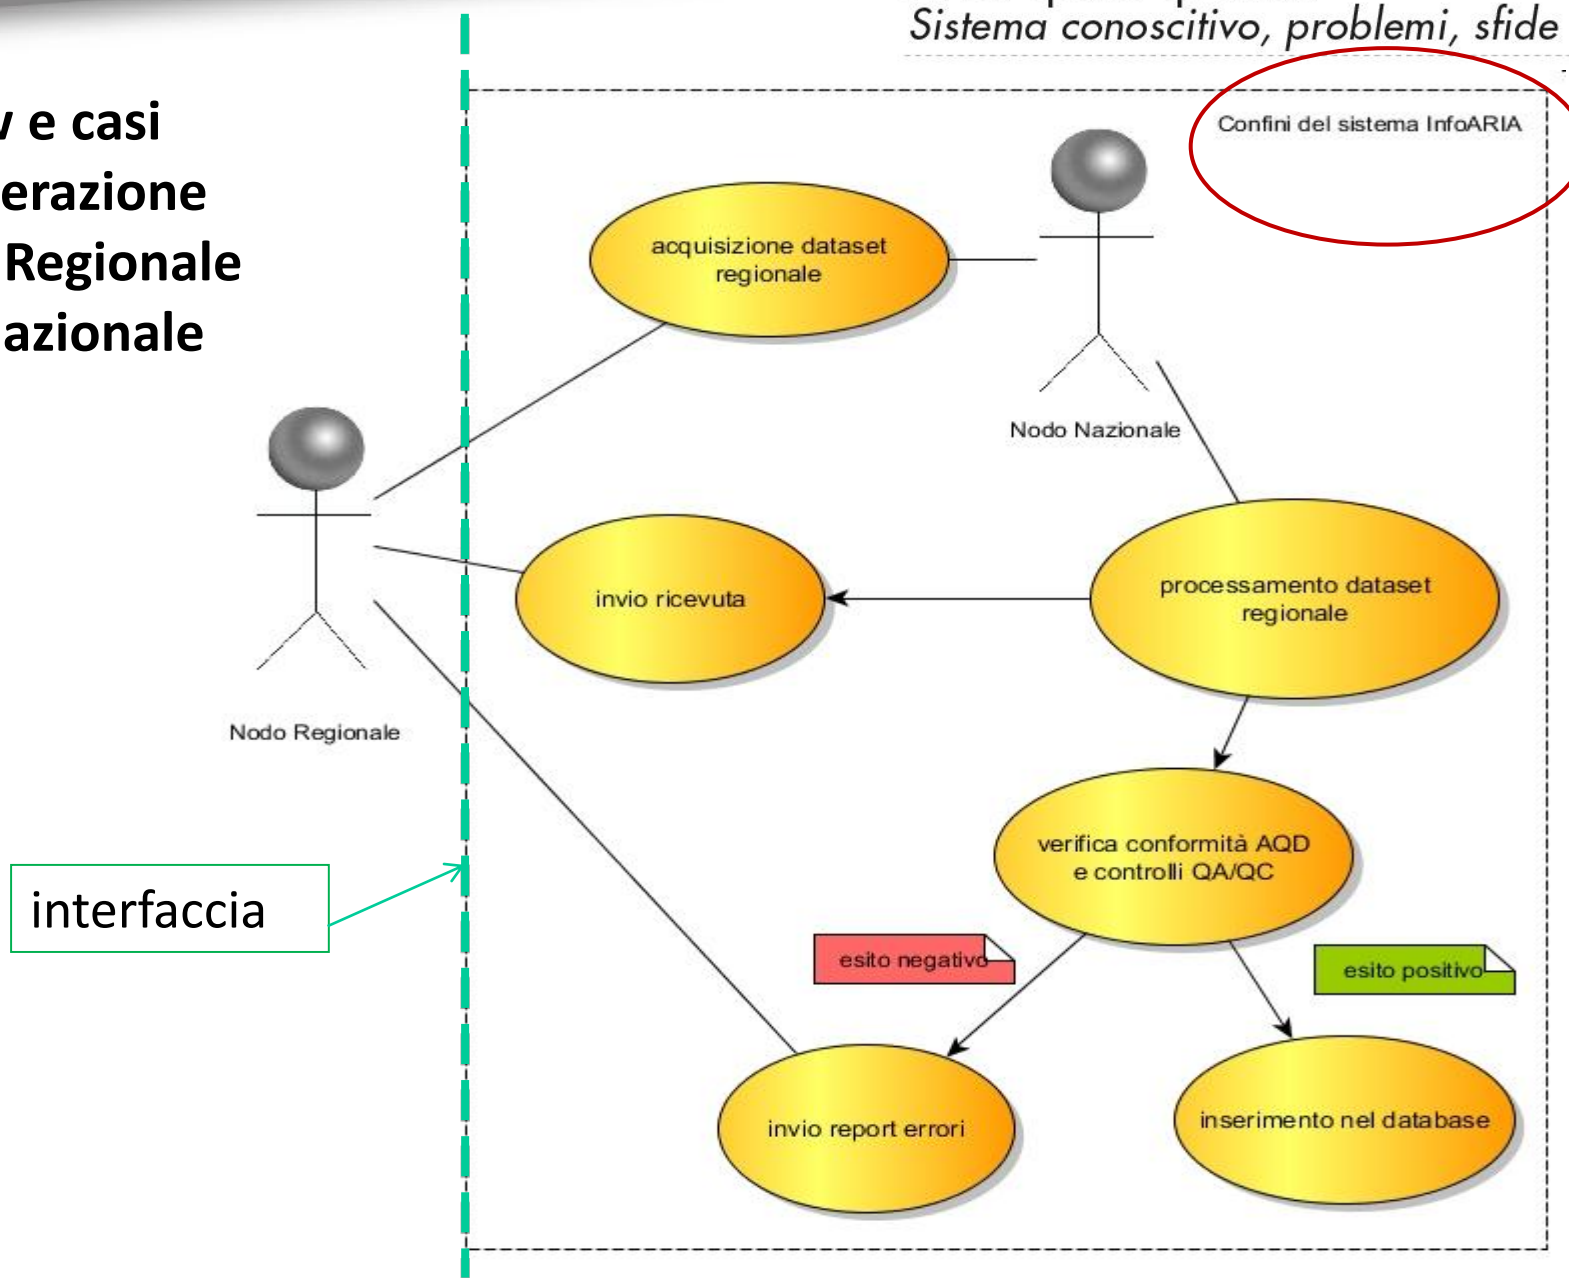 Sistema conoscitivo, problemi, sfide
e casi
erazione
Regionale
azionale
Confini del sistema InfoARIA
acquisizione dataset
regionale
Nodo Nazionale
invio ricevuta
processamento dataset
regionale
Nodo Regionale
verifica conformità AQD
e controlli QA/QC
interfaccia
esito negativo
esito positivo
invio report errori
inserimento nel database